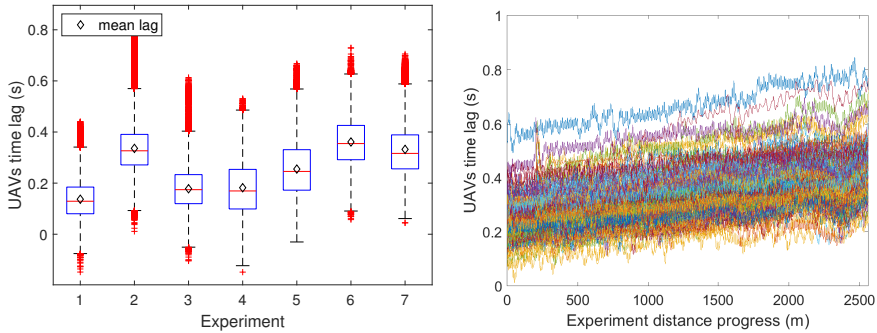 mean lag
0.8
0.6
0.4
0.2
0
UAVs time lag (s)
1 2 3 4 5 6 7
Experiment
1
0.8
0.6
0.4
0.2
0
UAVs time lag (s)
0 500 1000 1500 2000 2500
Experiment distance progress (m)